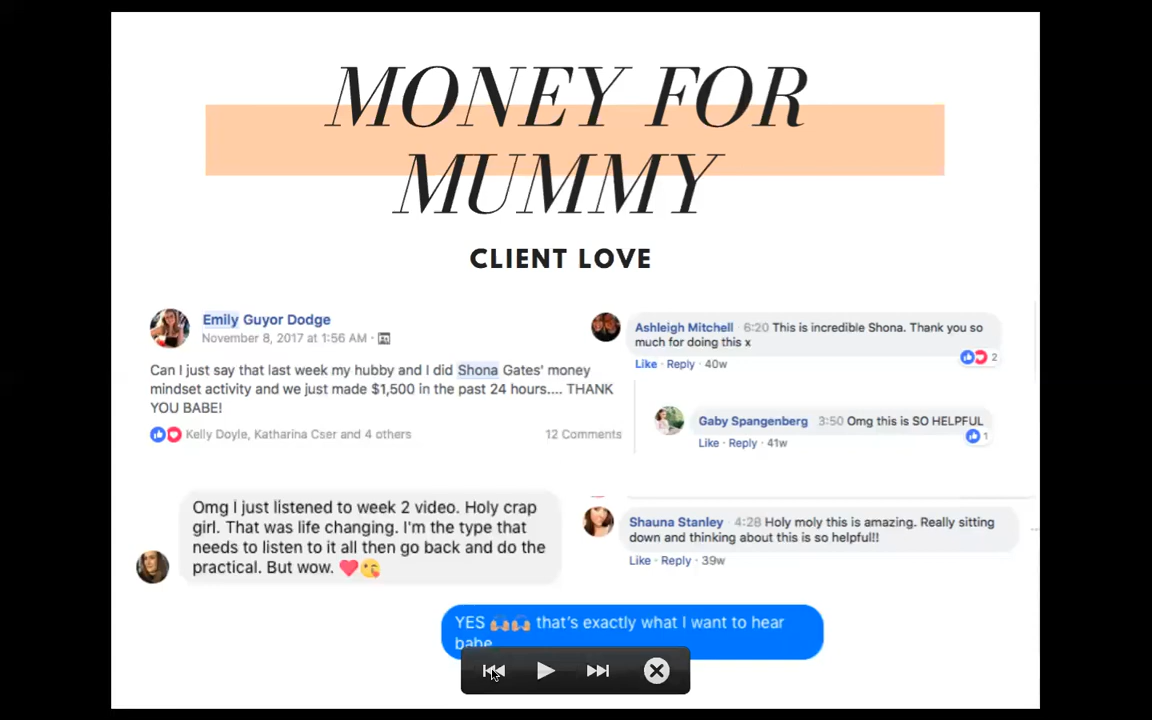 MONEY FOR
MUMMY
CLIENT LOVE
Emily Guyor Dodge
November 8, 2017 at 1:56 AM ·
Can I just say that last week my hubby and I did Shona Gates' money
mindset activity and we just made $1,500 in the past 24 hours.... THANK
YOU BABE!
Kelly Doyle, Katharina Cser and 4 others 12 Comments
Ashleigh Mitchell · 6:20 This is incredible Shona. Thank you so
much for doing this x
2
Like · Reply · 40w
Gaby Spangenberg · 3:50 Omg this is SO HELPFUL
1
Like · Reply · 41w
Omg I just listened to week 2 video. Holy crap
girl. That was life changing. I'm the type that
needs to listen to it all then go back and do the
practical. But wow. ❤️😘
Shauna Stanley · 4:28 Holy moly this is amazing. Really sitting
down and thinking about this is so helpful!!
Like · Reply · 39w
YES 🙌🙌 that's exactly what I want to hear
babe